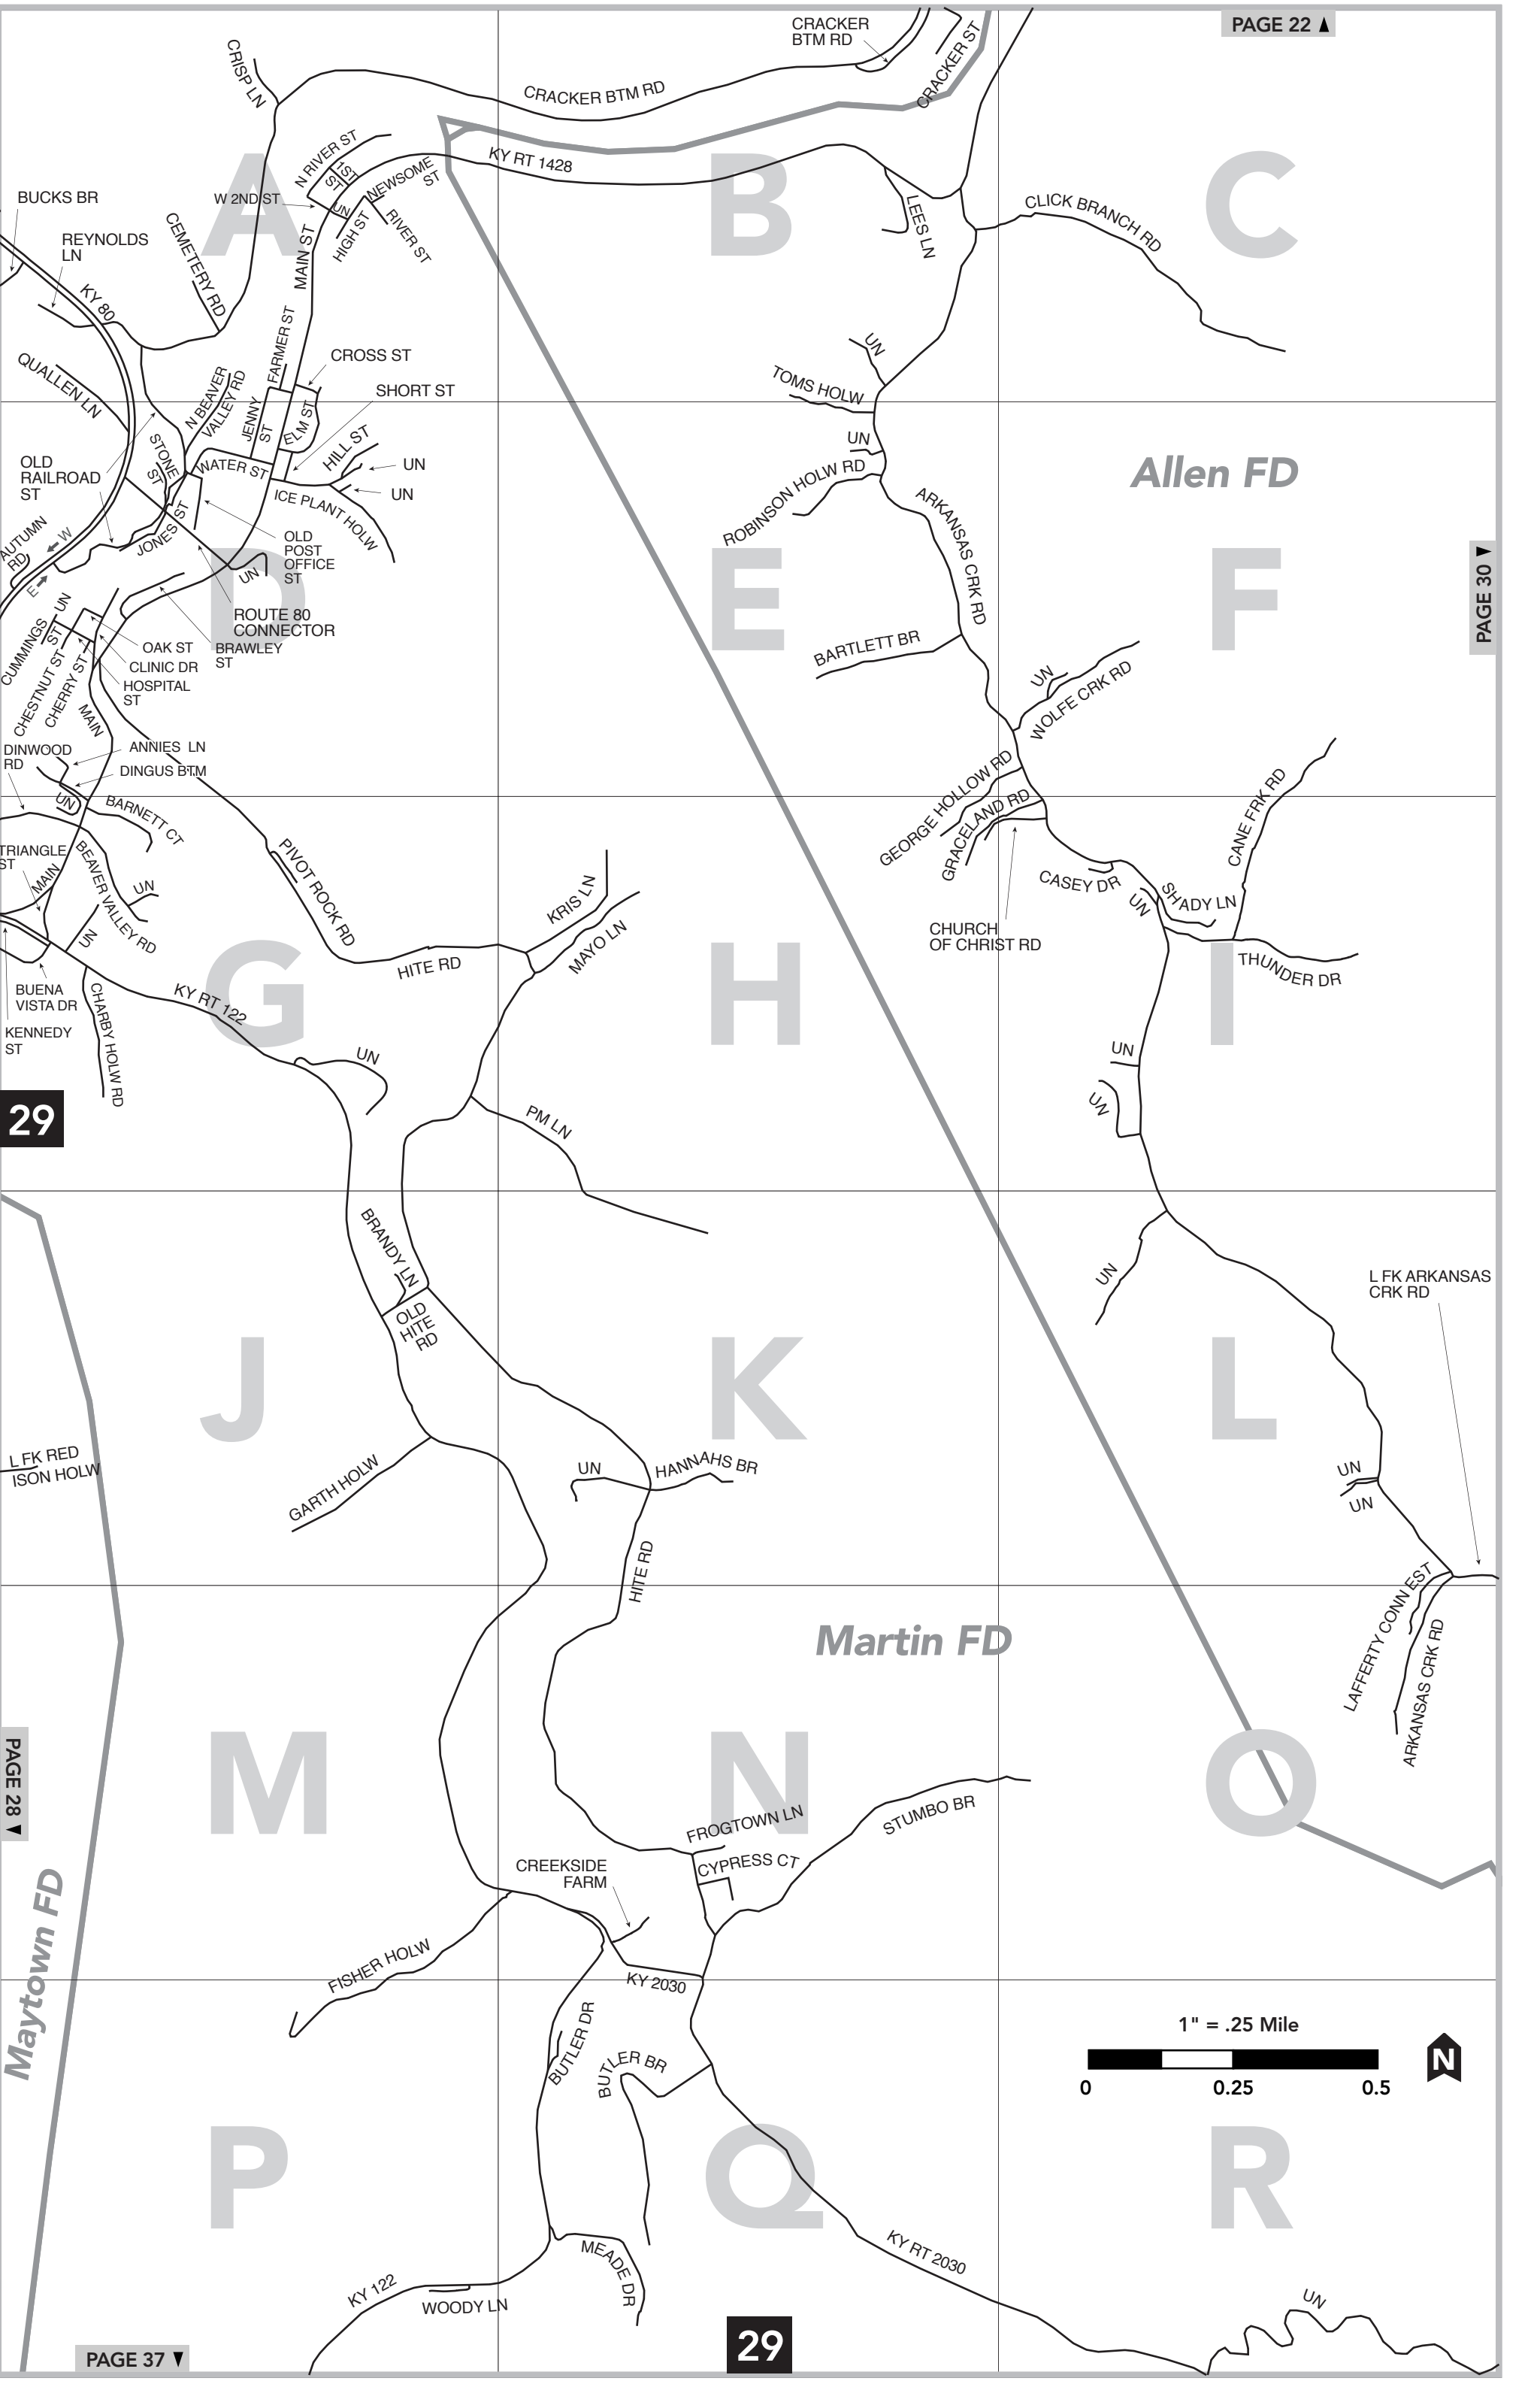 CRACKER
BTM RD
PAGE 22 ▲
CRISP LN
CRACKER ST
CRACKER BTM RD
N RIVER ST
1ST
ST
KY RT 1428
NEWSOME
ST
A
B
C
BUCKS BR
W 2ND ST
UN
HIGH ST
RIVER ST
LEES LN
CLICK BRANCH RD
REYNOLDS
LN
CEMETERY RD
MAIN ST
KY 80
FARMER ST
CROSS ST
UN
QUALLEN LN
N BEAVER
VALLEY RD
SHORT ST
TOMS HOLW
JENNY
ST
ELM ST
STONE
ST
HILL ST
UN
OLD
RAILROAD
ST
WATER ST
UN
UN
ICE PLANT HOLW
ROBINSON HOLW RD
ARKANSAS CRK RD
Allen FD
AUTUMN
RD
W
E
JONES ST
OLD
POST
OFFICE
ST
D
E
F
PAGE 30 ▲
UN
UN
ROUTE 80
CONNECTOR
CUMMINGS
ST
OAK ST
BRAWLEY
ST
CLINIC DR
CHESTNUT ST
CHERRY ST
HOSPITAL
ST
BARTLETT BR
UN
WOLFE CRK RD
MAIN
DINWOOD
RD
ANNIES LN
DINGUS BTM
UN
BARNETT CT
GEORGE HOLLOW RD
GRACELAND RD
CANE FRK RD
TRIANGLE
ST
MAIN
BEAVER VALLEY RD
UN
UN
PIVOT ROCK RD
KRIS LN
MAYO LN
CASEY DR
UN
SHADY LN
CHURCH
OF CHRIST RD
HITE RD
THUNDER DR
G
H
I
BUENA
VISTA DR
KENNEDY
ST
CHARBY HOLW RD
KY RT 122
UN
UN
UN
29
PM LN
BRANDY LN
OLD
HITE
RD
UN
L FK ARKANSAS
CRK RD
J
K
L
L FK RED
ISON HOLW
GARTH HOLW
UN
HANNAHS BR
UN
UN
HITE RD
LAFFERTY CONN EST
ARKANSAS CRK RD
Martin FD
M
N
O
PAGE 28 ▼
FROGTOWN LN
STUMBO BR
CYPRESS CT
CREEKSIDE
FARM
Maytown FD
FISHER HOLW
KY 2030
BUTLER DR
BUTLER BR
1" = .25 Mile
0
0.25
0.5
N
P
Q
R
MEADE DR
KY RT 2030
KY 122
WOODY LN
UN
PAGE 37 ▼
29